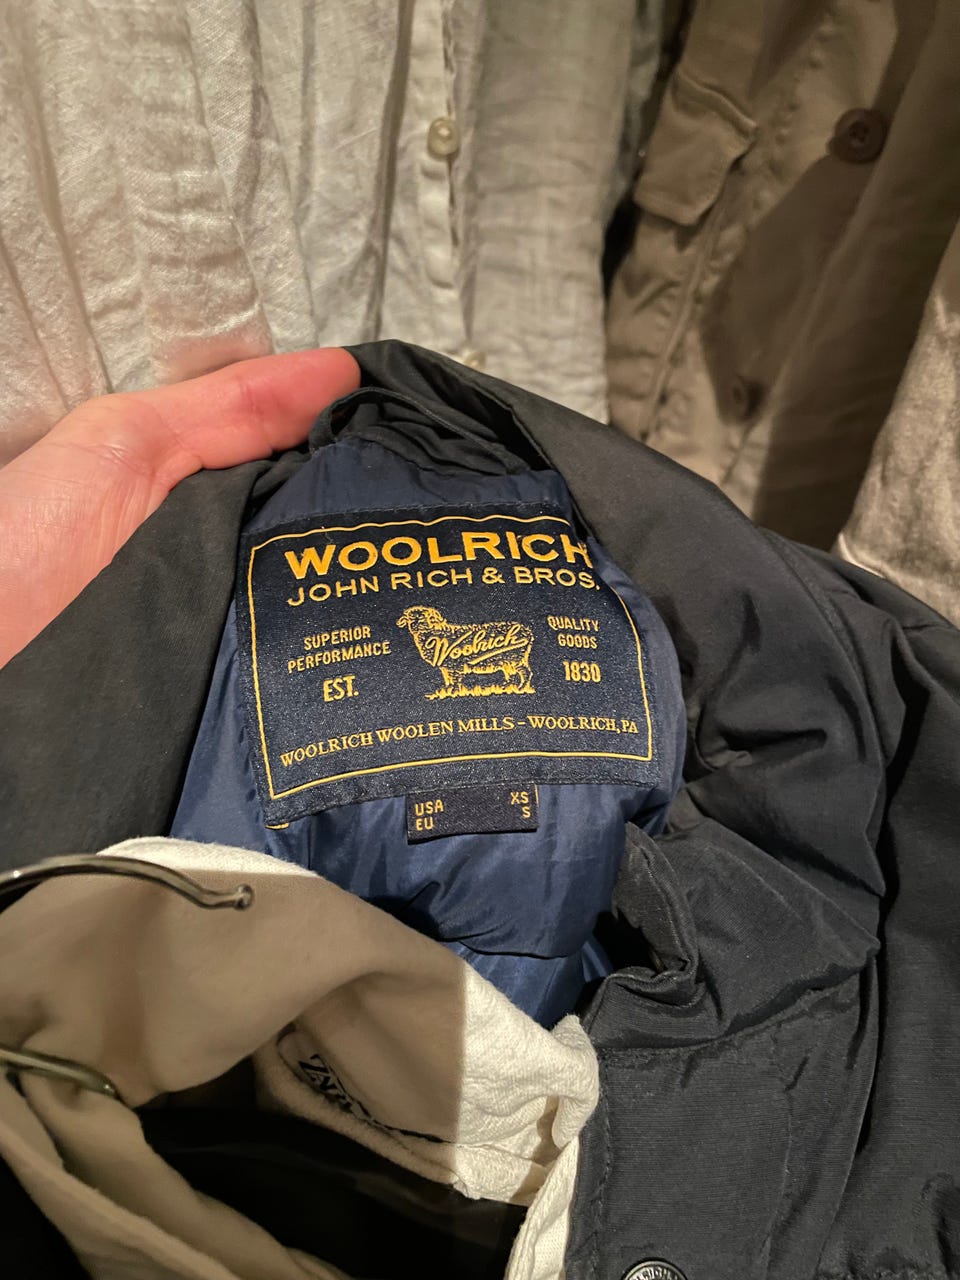 WOOLRICH
JOHN RICH & BROS.
SUPERIOR
PERFORMANCE
EST.
Woolrich
QUALITY
GOODS
1830
WOOLRICH WOOLEN MILLS - WOOLRICH, PA
USA XS
EU S